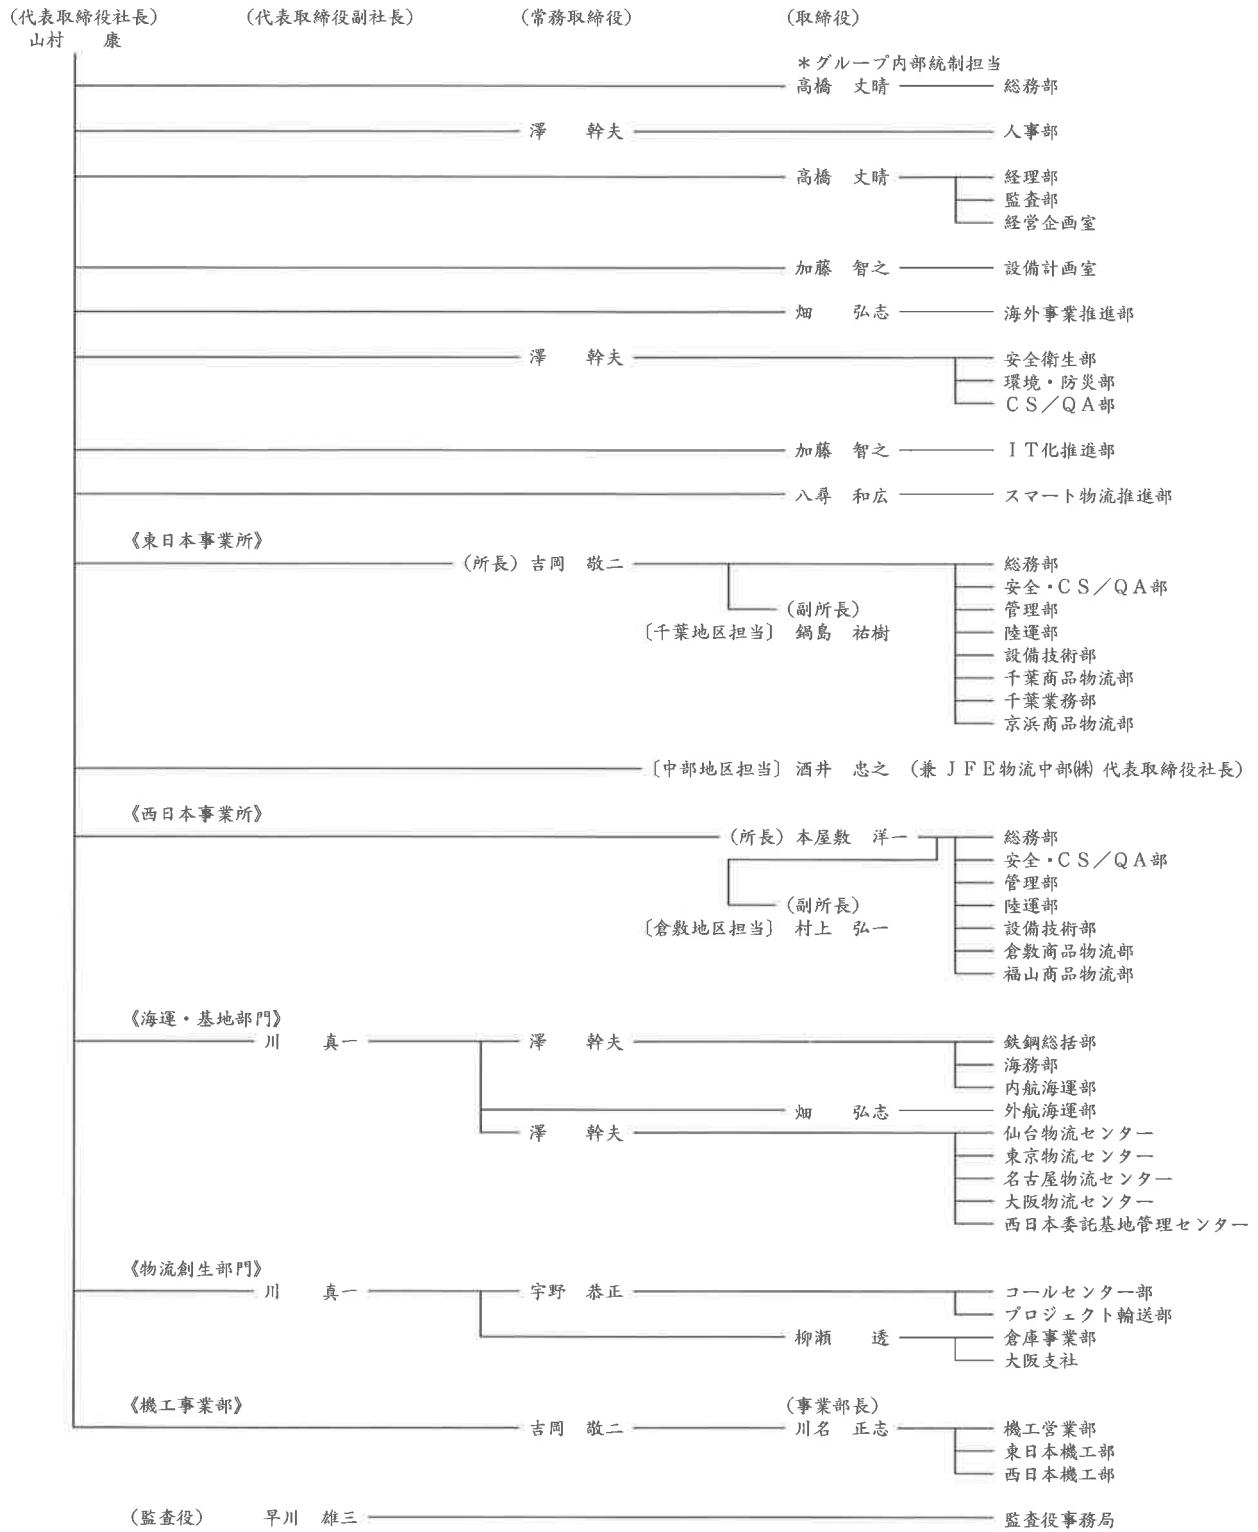 (代表取締役社長) (代表取締役副社長) (常務取締役) (取締役)
山村 康
＊グループ内部統制担当
高橋 丈晴 総務部
澤 幹夫 人事部
高橋 丈晴 経理部
監査部
経営企画室
加藤 智之 設備計画室
畑 弘志 海外事業推進部
澤 幹夫 安全衛生部
環境・防災部
ＣＳ／ＱＡ部
加藤 智之 ＩＴ化推進部
八尋 和広 スマート物流推進部
《東日本事業所》
(所長) 吉岡 敬二 総務部
安全・ＣＳ／ＱＡ部
(副所長) 管理部
〔千葉地区担当〕 鍋島 祐樹 陸運部
設備技術部
千葉商品物流部
千葉業務部
京浜商品物流部
〔中部地区担当〕 酒井 忠之 (兼 ＪＦＥ物流中部㈱ 代表取締役社長)
《西日本事業所》
(所長) 本屋敷 洋一 総務部
安全・ＣＳ／ＱＡ部
管理部
(副所長) 陸運部
〔倉敷地区担当〕 村上 弘一 設備技術部
倉敷商品物流部
福山商品物流部
《海運・基地部門》
川 真一 澤 幹夫 鉄鋼総括部
海務部
内航海運部
畑 弘志 外航海運部
澤 幹夫 仙台物流センター
東京物流センター
名古屋物流センター
大阪物流センター
西日本委託基地管理センター
《物流創生部門》
川 真一 宇野 恭正 コールセンター部
プロジェクト輸送部
柳瀬 透 倉庫事業部
大阪支社
《機工事業部》 (事業部長)
吉岡 敬二 川名 正志 機工営業部
東日本機工部
西日本機工部
(監査役) 早川 雄三 監査役事務局